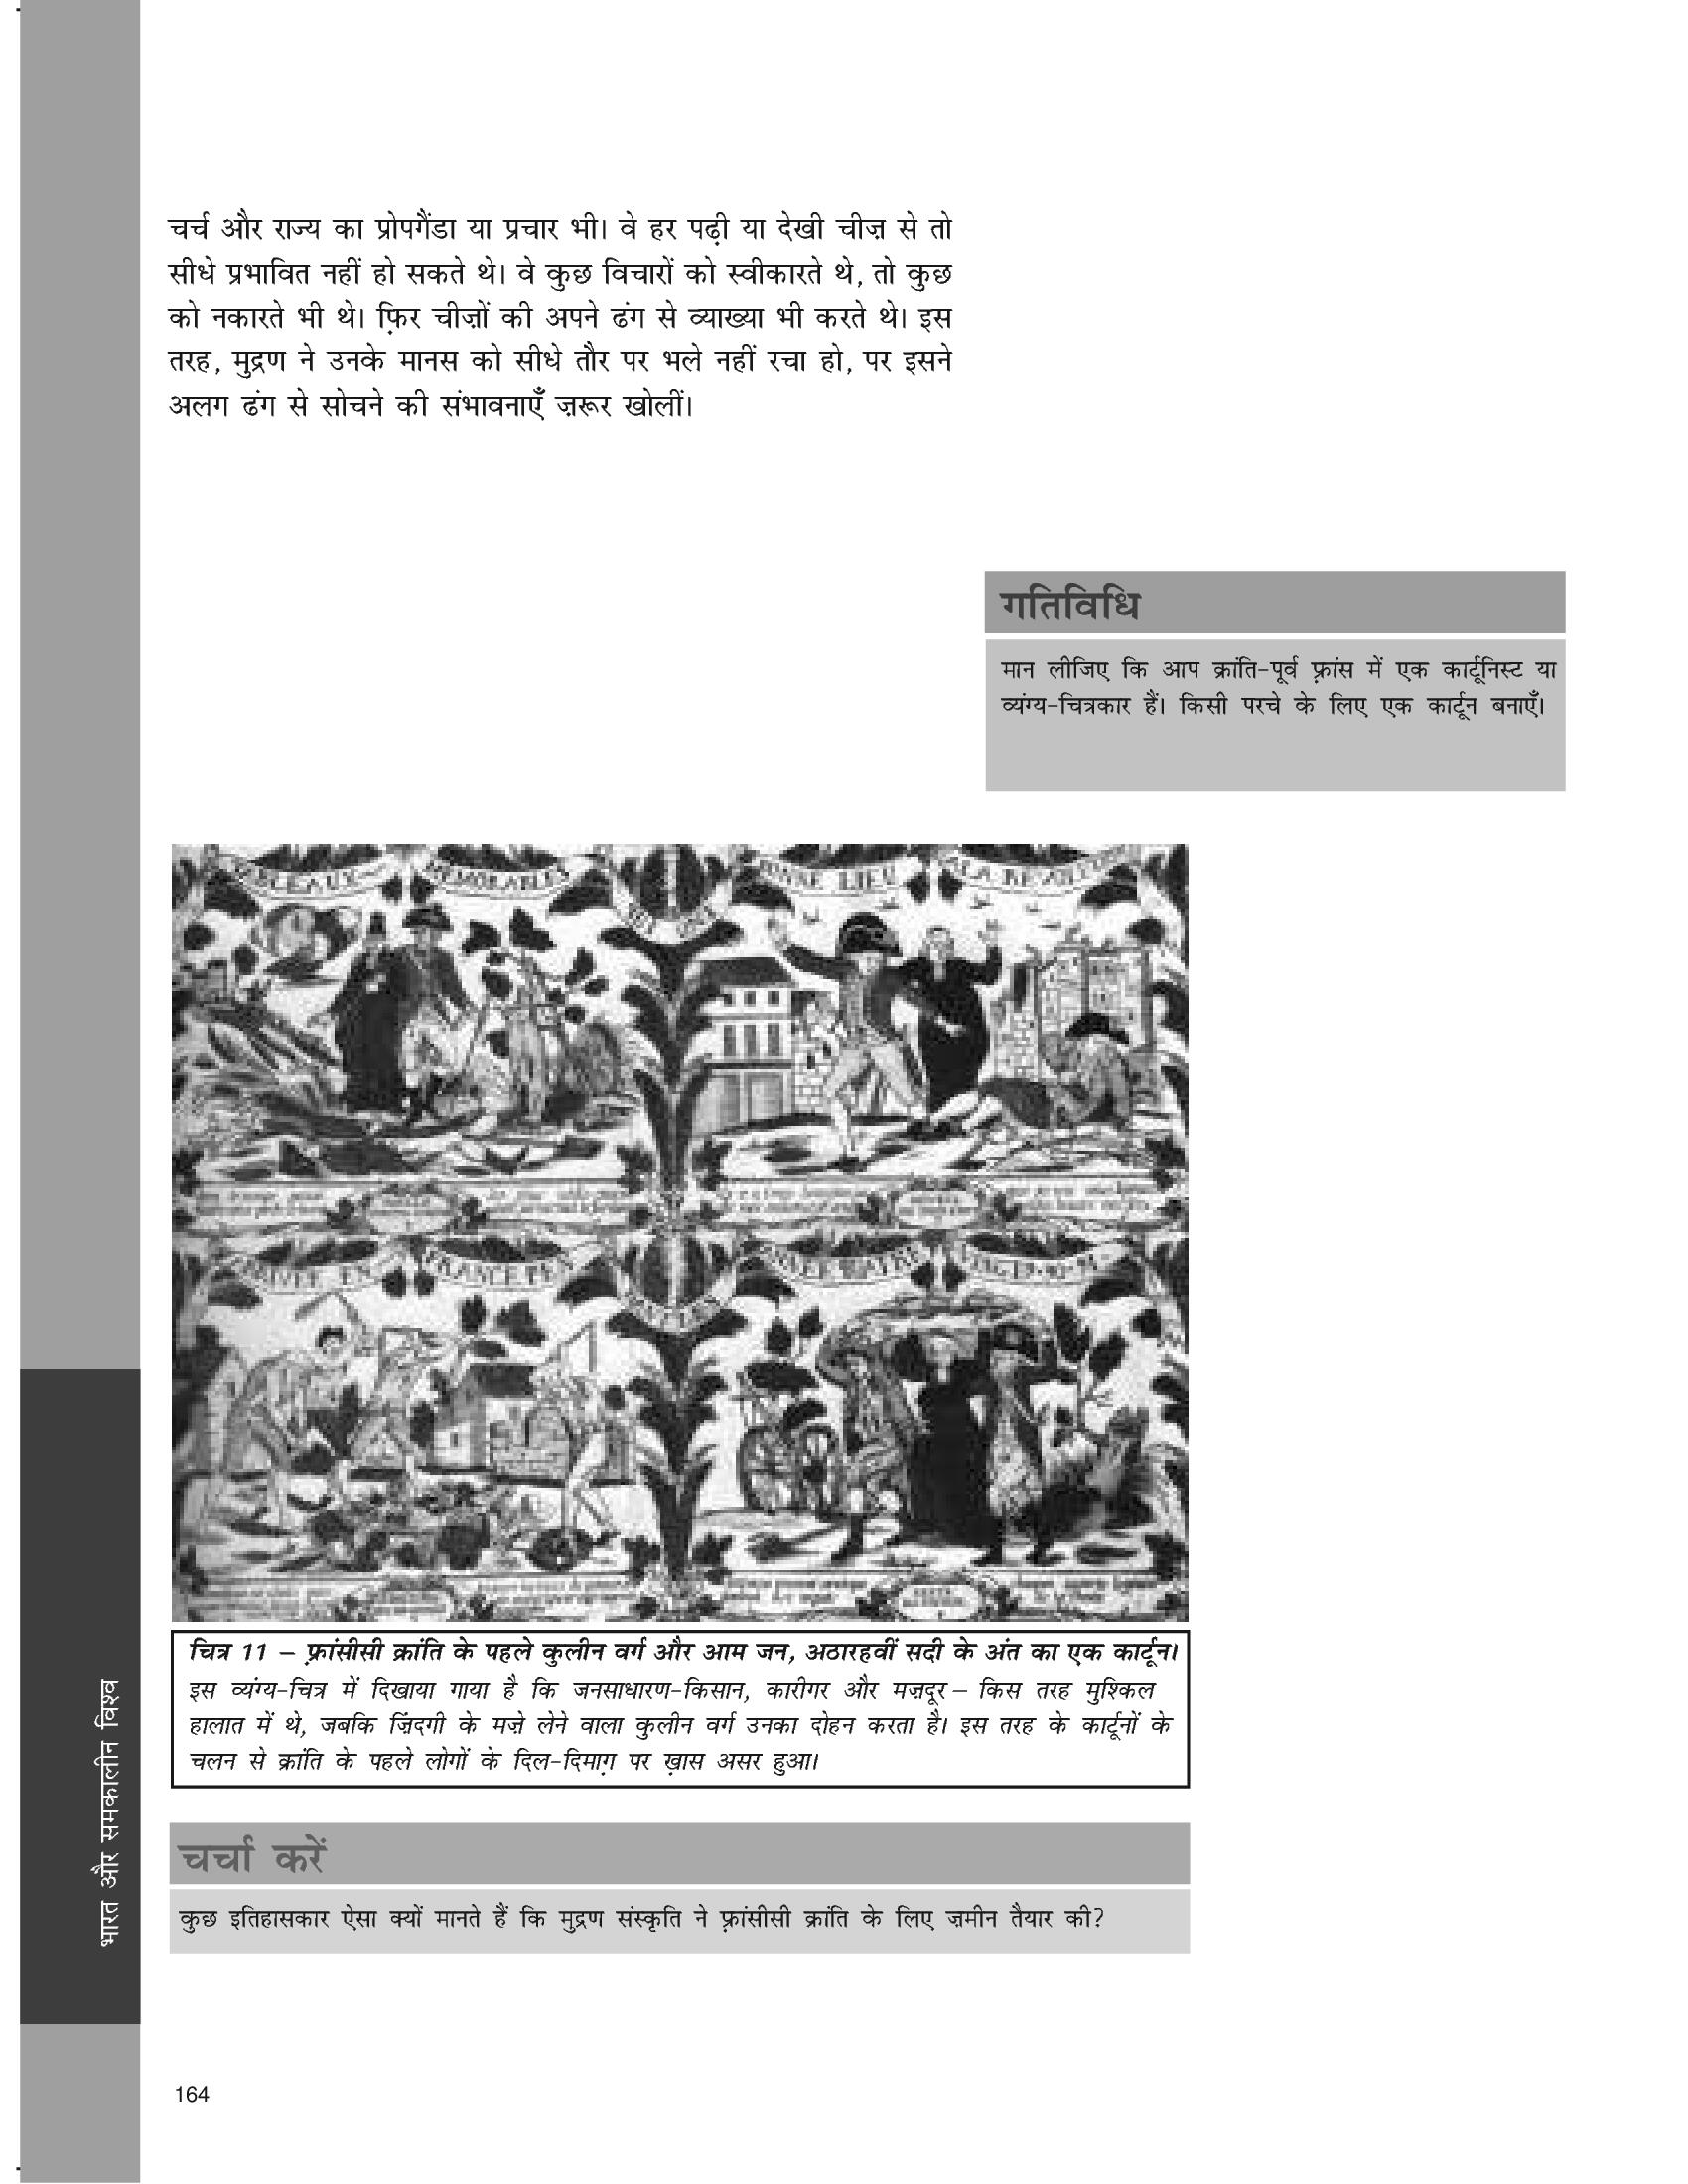 चर्च और राज्य का प्रोपगैंडा या प्रचार भी। वे हर पढ़ी या देखी चीज़ से तो
सीधे प्रभावित नहीं हो सकते थे। वे कुछ विचारों को स्वीकारते थे, तो कुछ
को नकारते भी थे। फ़िर चीज़ों की अपने ढंग से व्याख्या भी करते थे। इस
तरह, मुद्रण ने उनके मानस को सीधे तौर पर भले नहीं रचा हो, पर इसने
अलग ढंग से सोचने की संभावनाएँ ज़रूर खोलीं।
गतिविधि
मान लीजिए कि आप क्रांति-पूर्व फ़्रांस में एक कार्टूनिस्ट या
व्यंग्य-चित्रकार हैं। किसी परचे के लिए एक कार्टून बनाएँ।
MEMORABLES
LIEU
चित्र 11 – फ़्रांसीसी क्रांति के पहले कुलीन वर्ग और आम जन, अठारहवीं सदी के अंत का एक कार्टून।
इस व्यंग्य-चित्र में दिखाया गया है कि जनसाधारण-किसान, कारीगर और मज़दूर – किस तरह मुश्किल
हालात में थे, जबकि ज़िंदगी के मज़े लेने वाला कुलीन वर्ग उनका दोहन करता है। इस तरह के कार्टूनों के
चलन से क्रांति के पहले लोगों के दिल-दिमाग़ पर ख़ास असर हुआ।
चर्चा करें
कुछ इतिहासकार ऐसा क्यों मानते हैं कि मुद्रण संस्कृति ने फ़्रांसीसी क्रांति के लिए ज़मीन तैयार की?
भारत और समकालीन विश्व
164